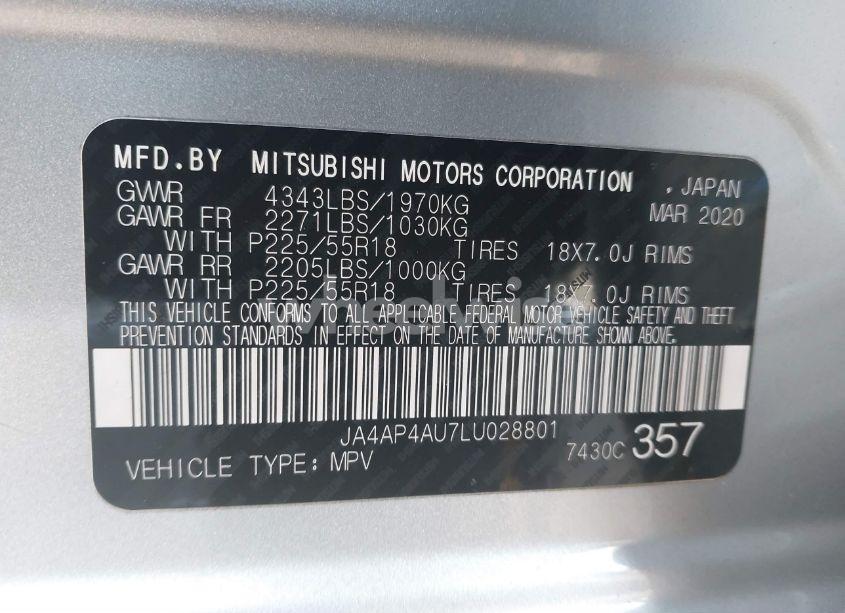 MFD.BY MITSUBISHI MOTORS CORPORATION , JAPAN
GVWR 4343LBS/1970KG MAR 2020
GAWR FR 2271LBS/1030KG
WITH P225/55R18 TIRES 18X7.0J RIMS
GAWR RR 2205LBS/1000KG
WITH P225/55R18 TIRES 18X7.0J RIMS
THIS VEHICLE CONFORMS TO ALL APPLICABLE FEDERAL MOTOR VEHICLE SAFETY AND THEFT
PREVENTION STANDARDS IN EFFECT ON THE DATE OF MANUFACTURE SHOWN ABOVE.
JA4AP4AU7LU028801
7430C 357
VEHICLE TYPE: MPV